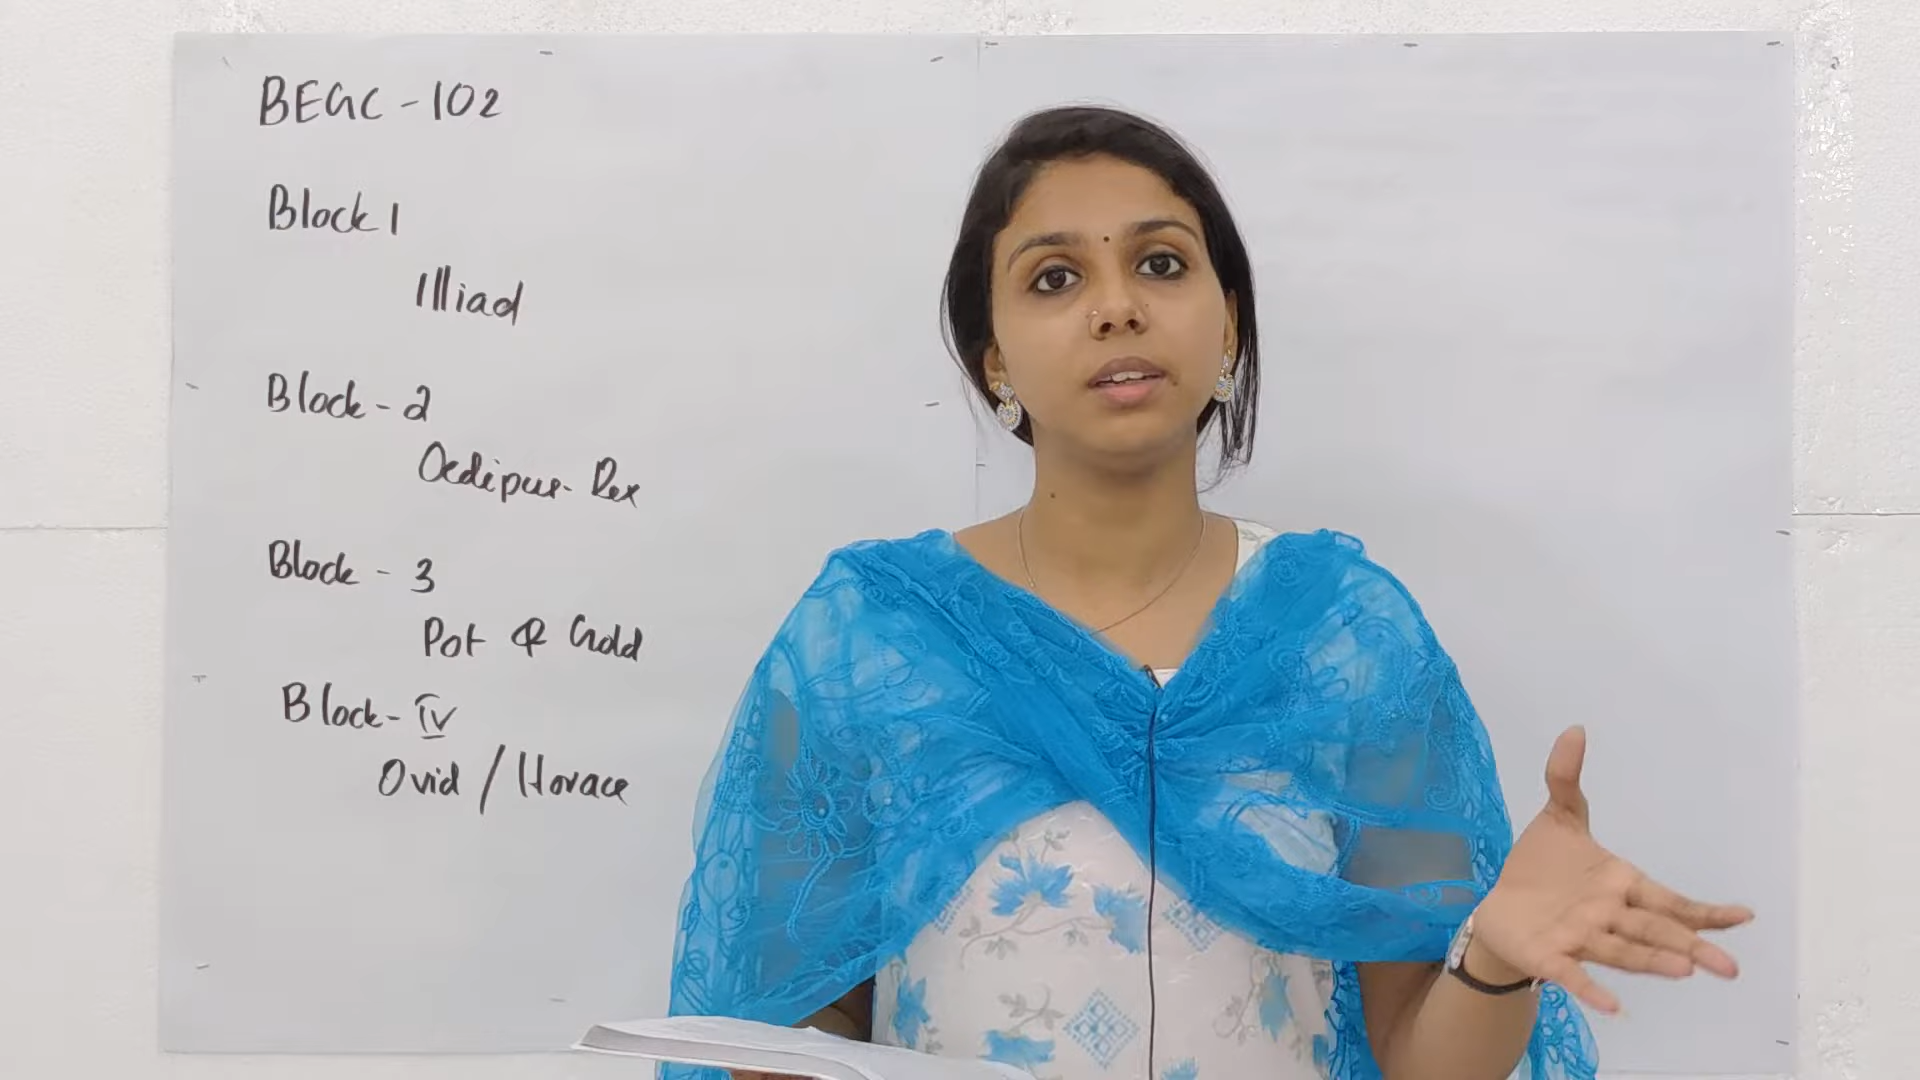 BEGC - 102
Block 1
Illiad
Block - 2
Oedipus - Rex
Block - 3
Pot of Gold
Block - IV
Ovid / Horace